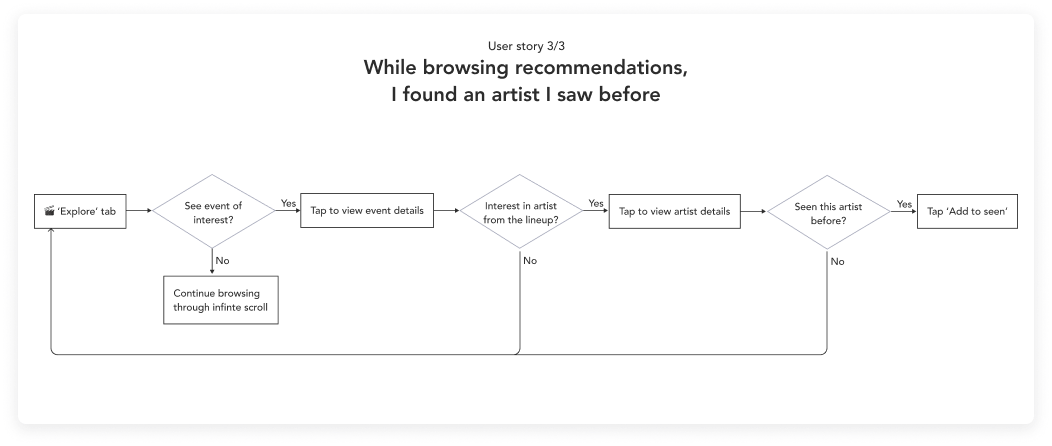 User story 3/3
While browsing recommendations,
I found an artist I saw before
'Explore' tab
See event of
interest?
Yes
Tap to view event details
Interest in artist
from the lineup?
Yes
Tap to view artist details
Seen this artist
before?
Yes
Tap 'Add to seen'
No
No
No
Continue browsing
through infinte scroll